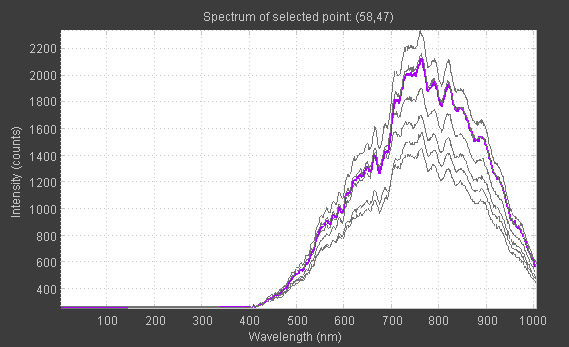 Spectrum of selected point: (58,47)
Intensity (counts)
2200
2000
1800
1600
1400
1200
1000
800
600
400
100 200 300 400 500 600 700 800 900 1000
Wavelength (nm)